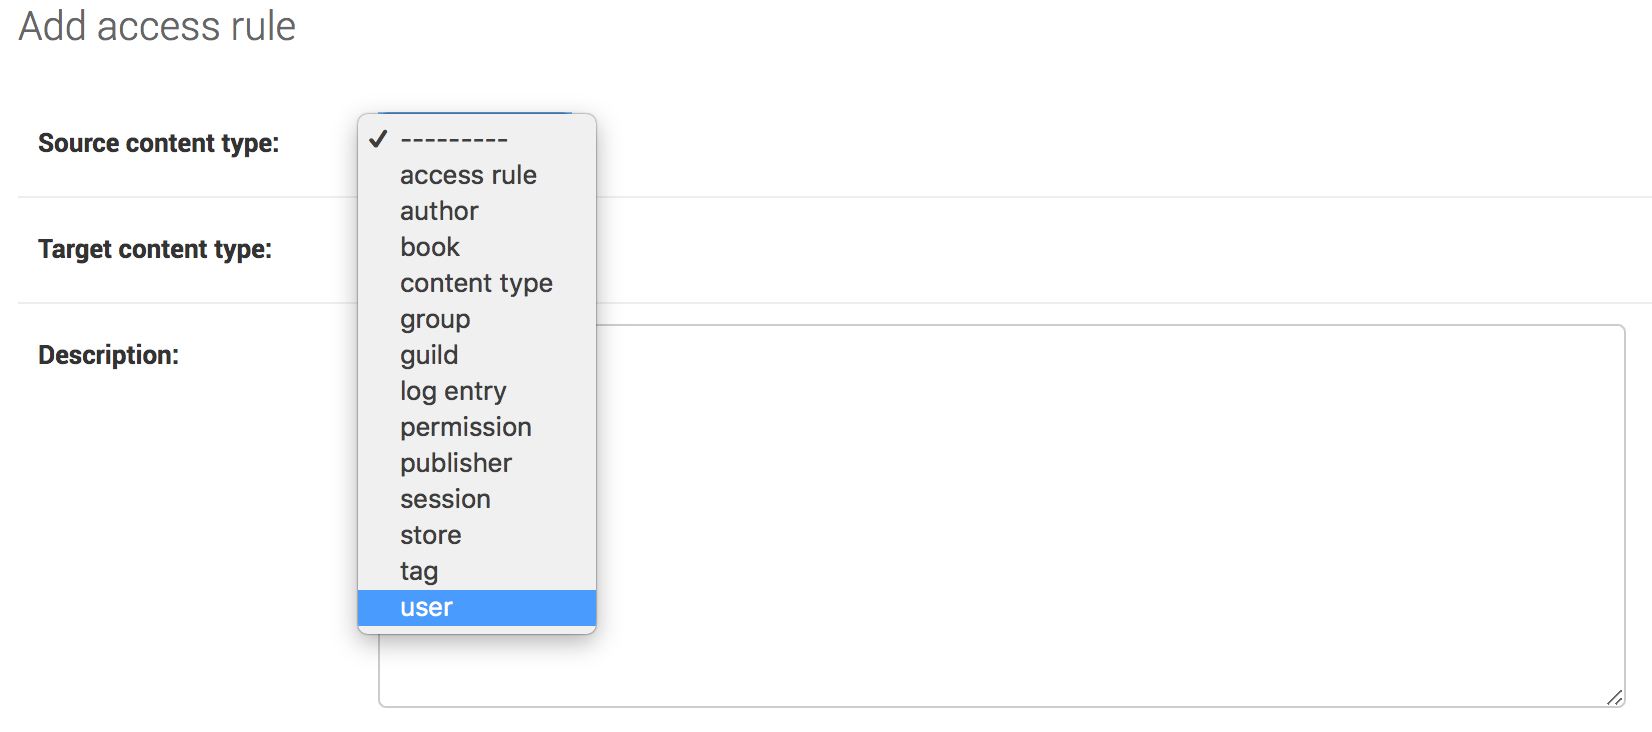 Add access rule
Source content type:
✓ ---------
access rule
author
book
content type
group
guild
log entry
permission
publisher
session
store
tag
user
Target content type:
Description: